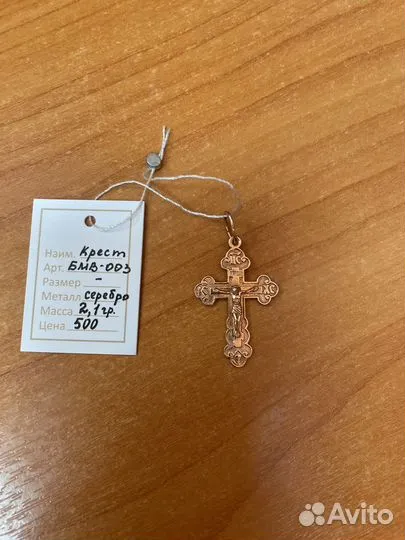 Наим. Крест
Арт. БМВ-003
Размер -
Металл серебро
Масса 2,1гр.
Цена 500
Avito